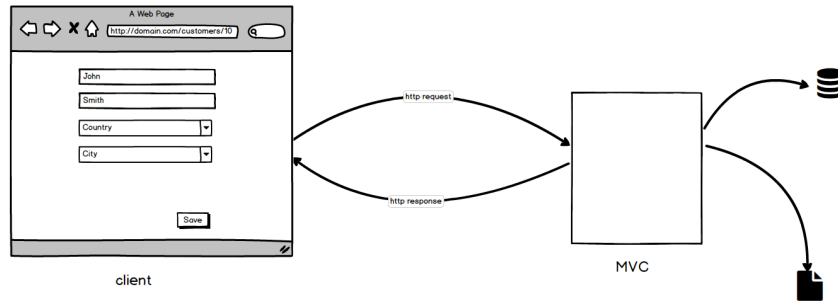 A Web Page
http://domain.com/customers/10
John
Smith
Country
City
Save
client
http request
http response
MVC